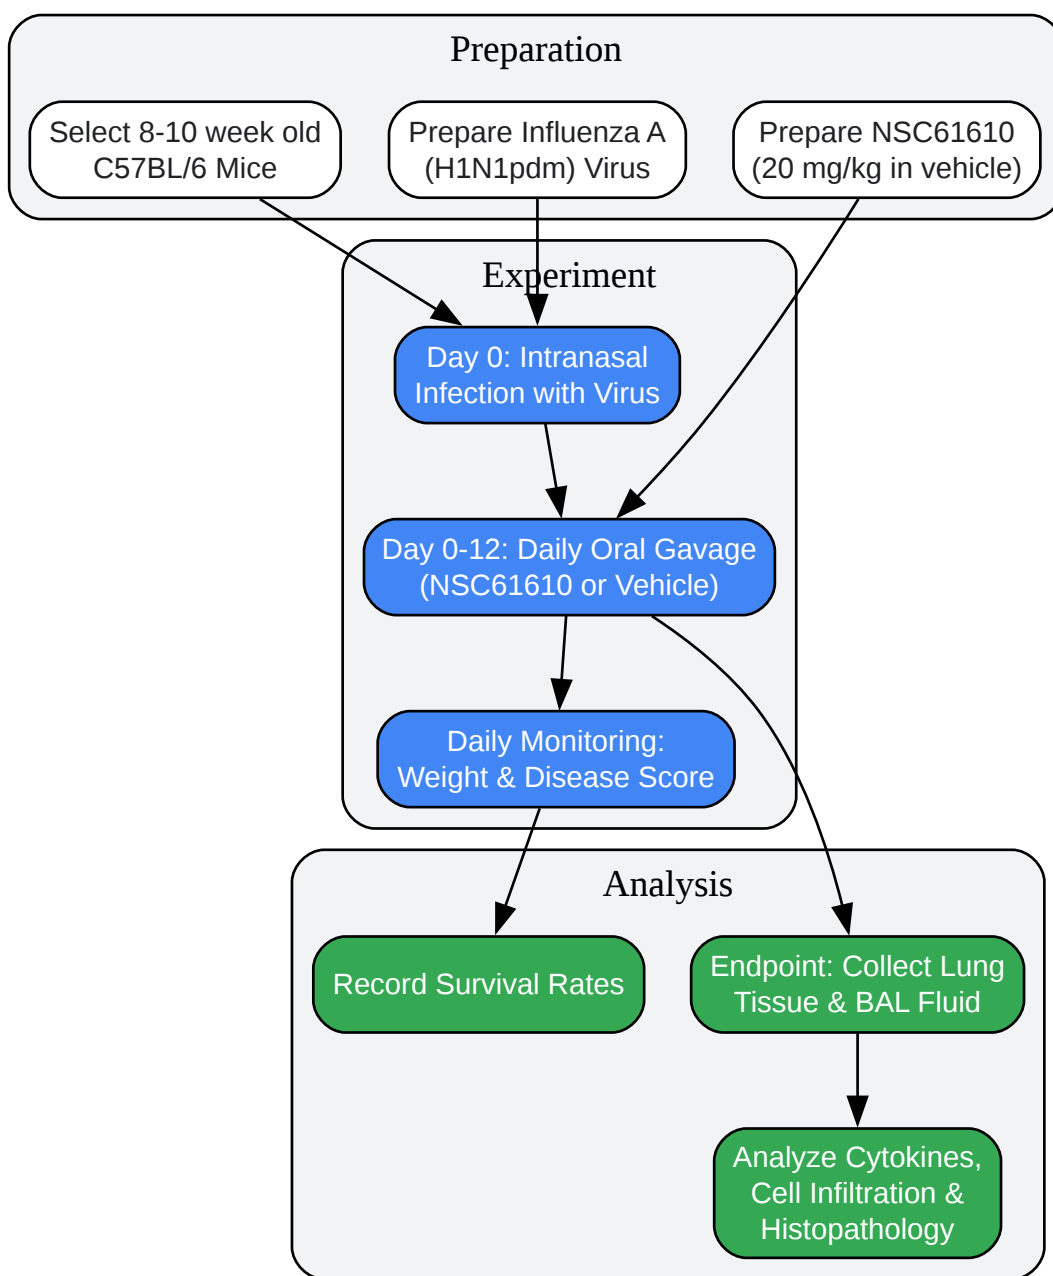 Preparation
Select 8-10 week old
C57BL/6 Mice
Prepare Influenza A
(H1N1pdm) Virus
Prepare NSC61610
(20 mg/kg in vehicle)
Experiment
Day 0: Intranasal
Infection with Virus
Day 0-12: Daily Oral Gavage
(NSC61610 or Vehicle)
Daily Monitoring:
Weight & Disease Score
Analysis
Record Survival Rates
Endpoint: Collect Lung
Tissue & BAL Fluid
Analyze Cytokines,
Cell Infiltration &
Histopathology